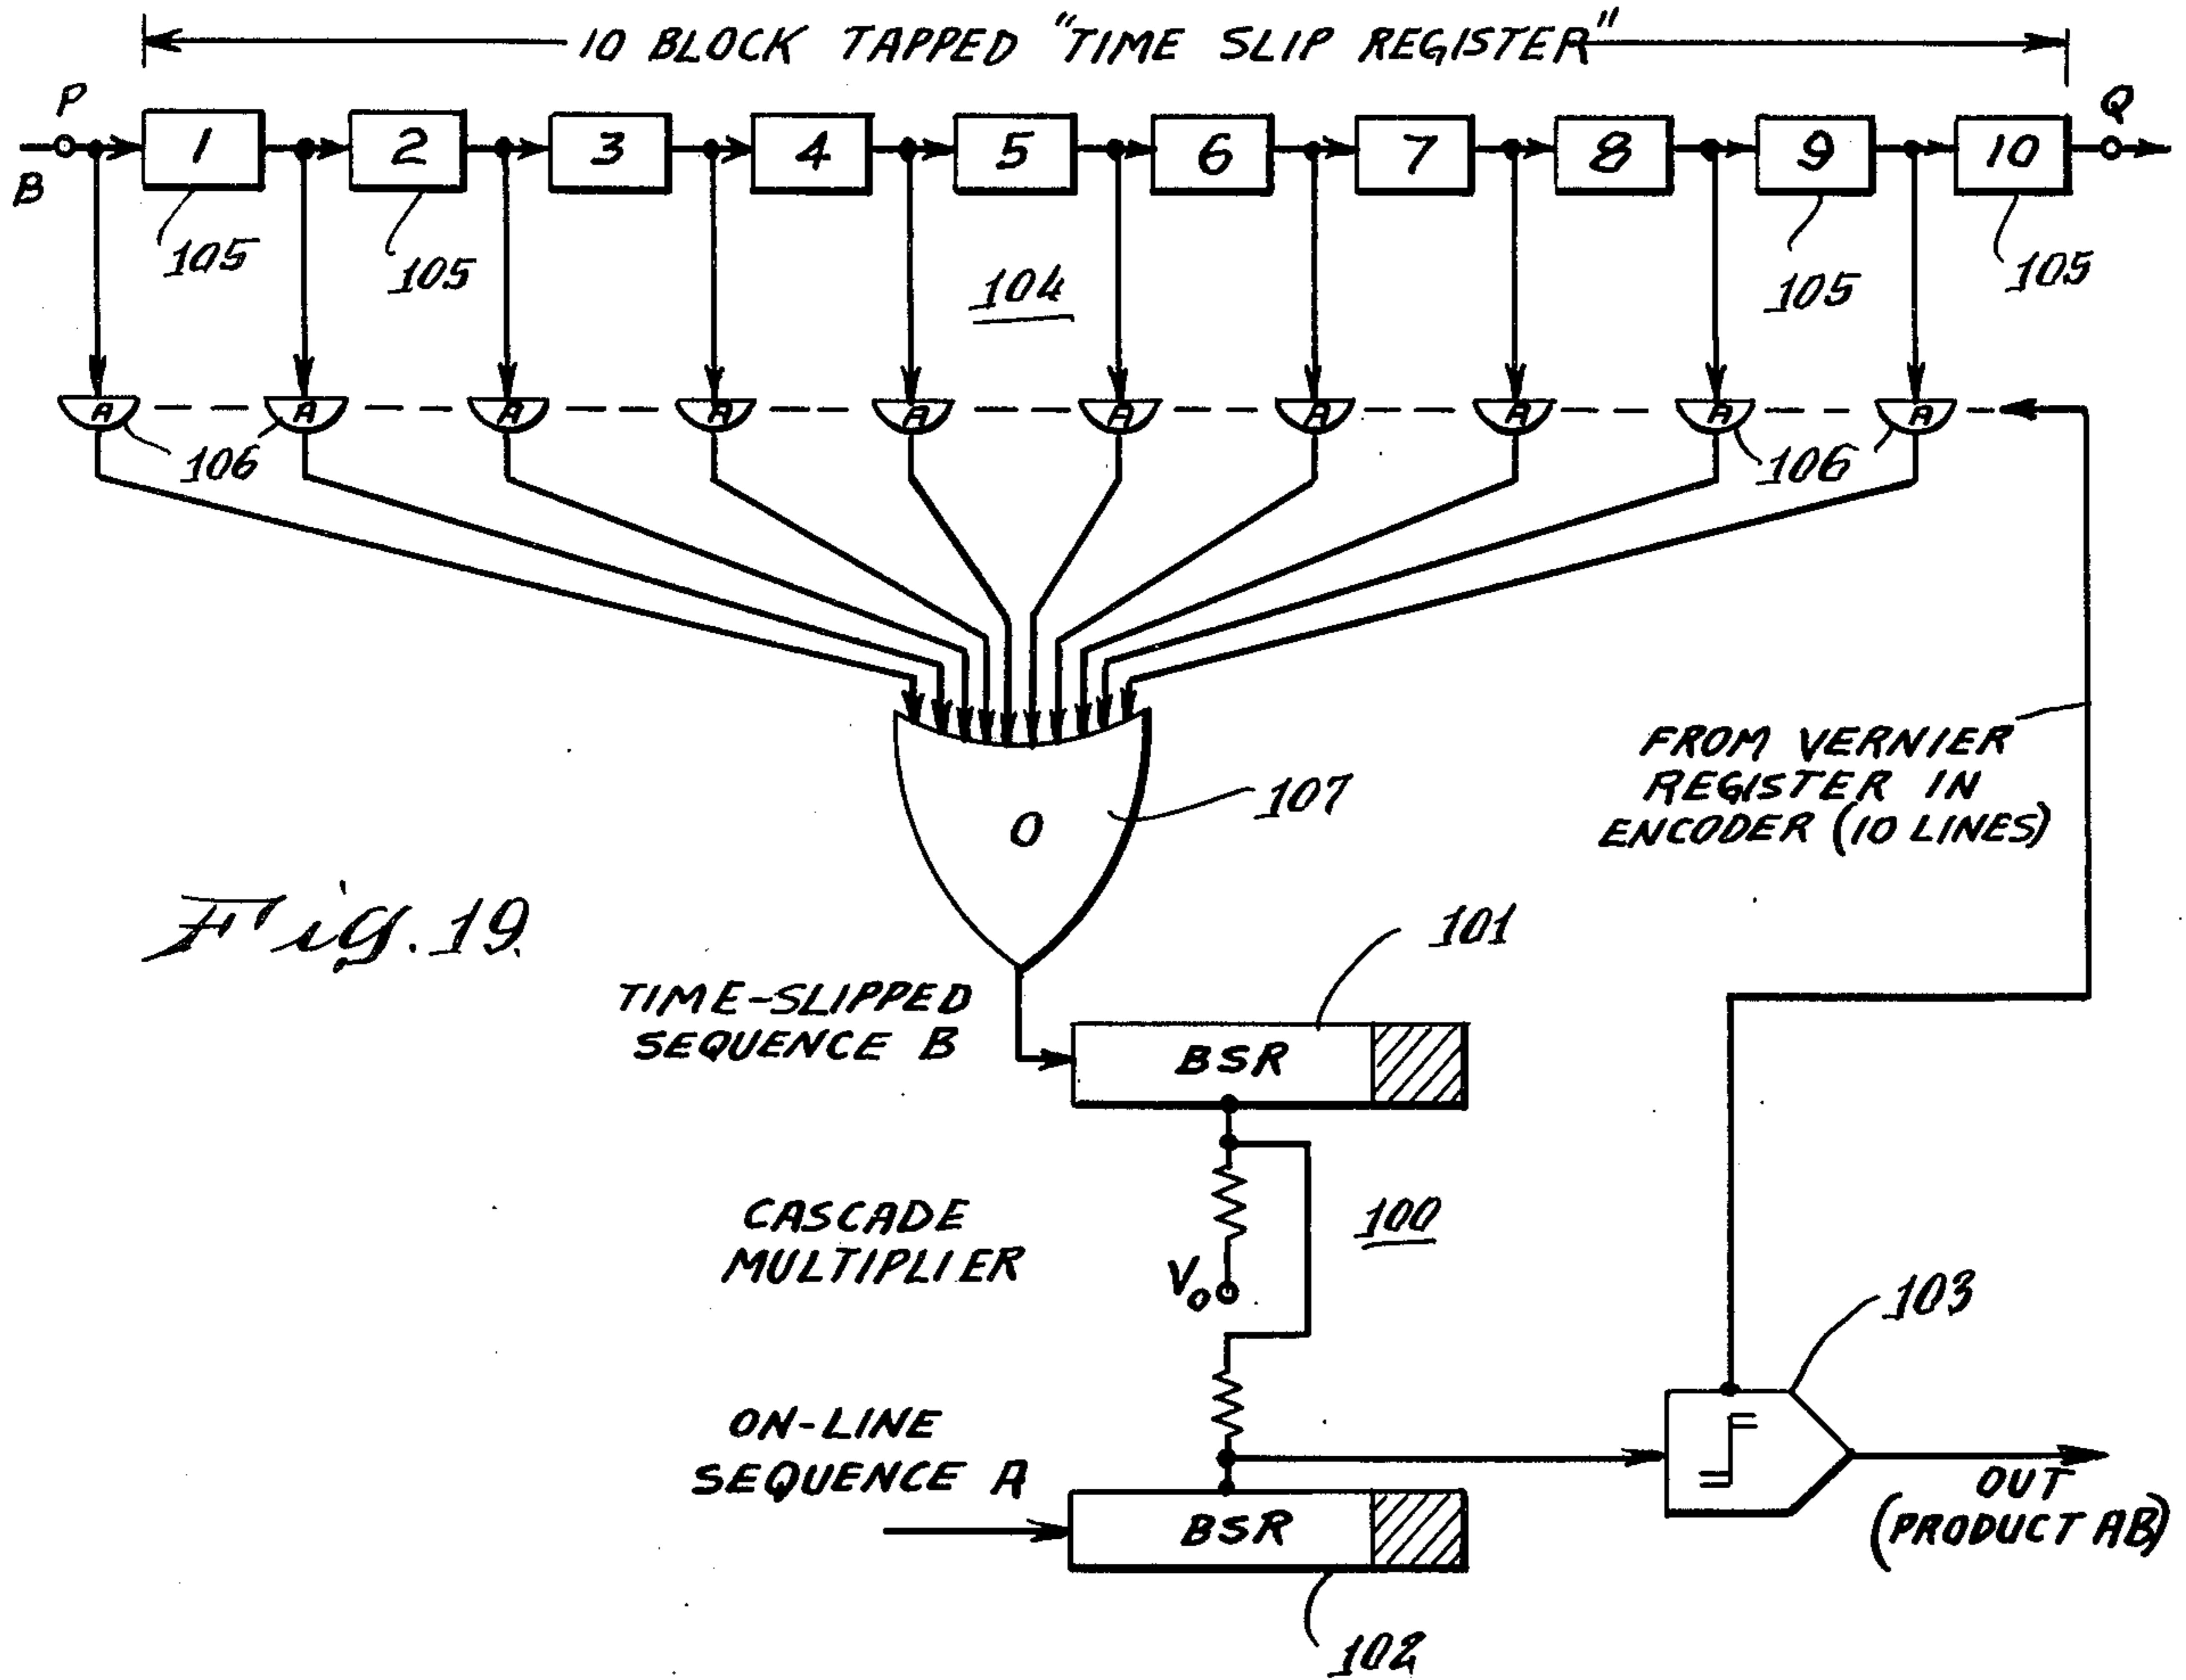 10 BLOCK TAPPED "TIME SLIP REGISTER"
P
Q
B
1 2 3 4 5 6 7 8 9 10
105
105
104
105
105
A A A A A A A A A A
106
106
O
107
FROM VERNIER
REGISTER IN
ENCODER (10 LINES)
Fig. 19.
TIME-SLIPPED
SEQUENCE B
101
BSR
CASCADE
MULTIPLIER
100
V₀
103
ON-LINE
SEQUENCE A
BSR
OUT
(PRODUCT AB)
102